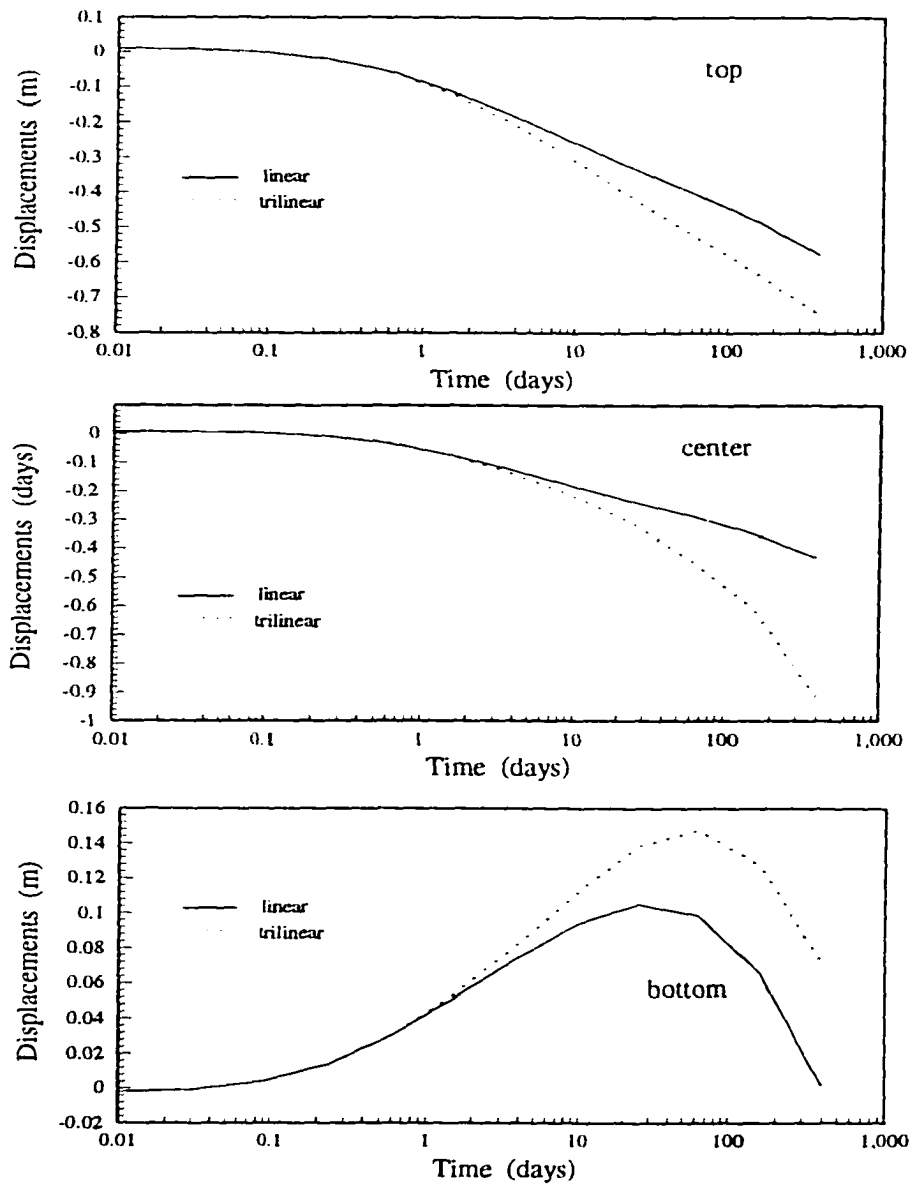 0.1
0
-0.1
-0.2
-0.3
-0.4
-0.5
-0.6
-0.7
-0.8
Displacements (m)
top
linear
trilinear
0.01 0.1 1 10 100 1,000
Time (days)
0
-0.1
-0.2
-0.3
-0.4
-0.5
-0.6
-0.7
-0.8
-0.9
-1
Displacements (days)
center
linear
trilinear
0.01 0.1 1 10 100 1,000
Time (days)
0.16
0.14
0.12
0.1
0.08
0.06
0.04
0.02
0
-0.02
Displacements (m)
linear
trilinear
bottom
0.01 0.1 1 10 100 1,000
Time (days)